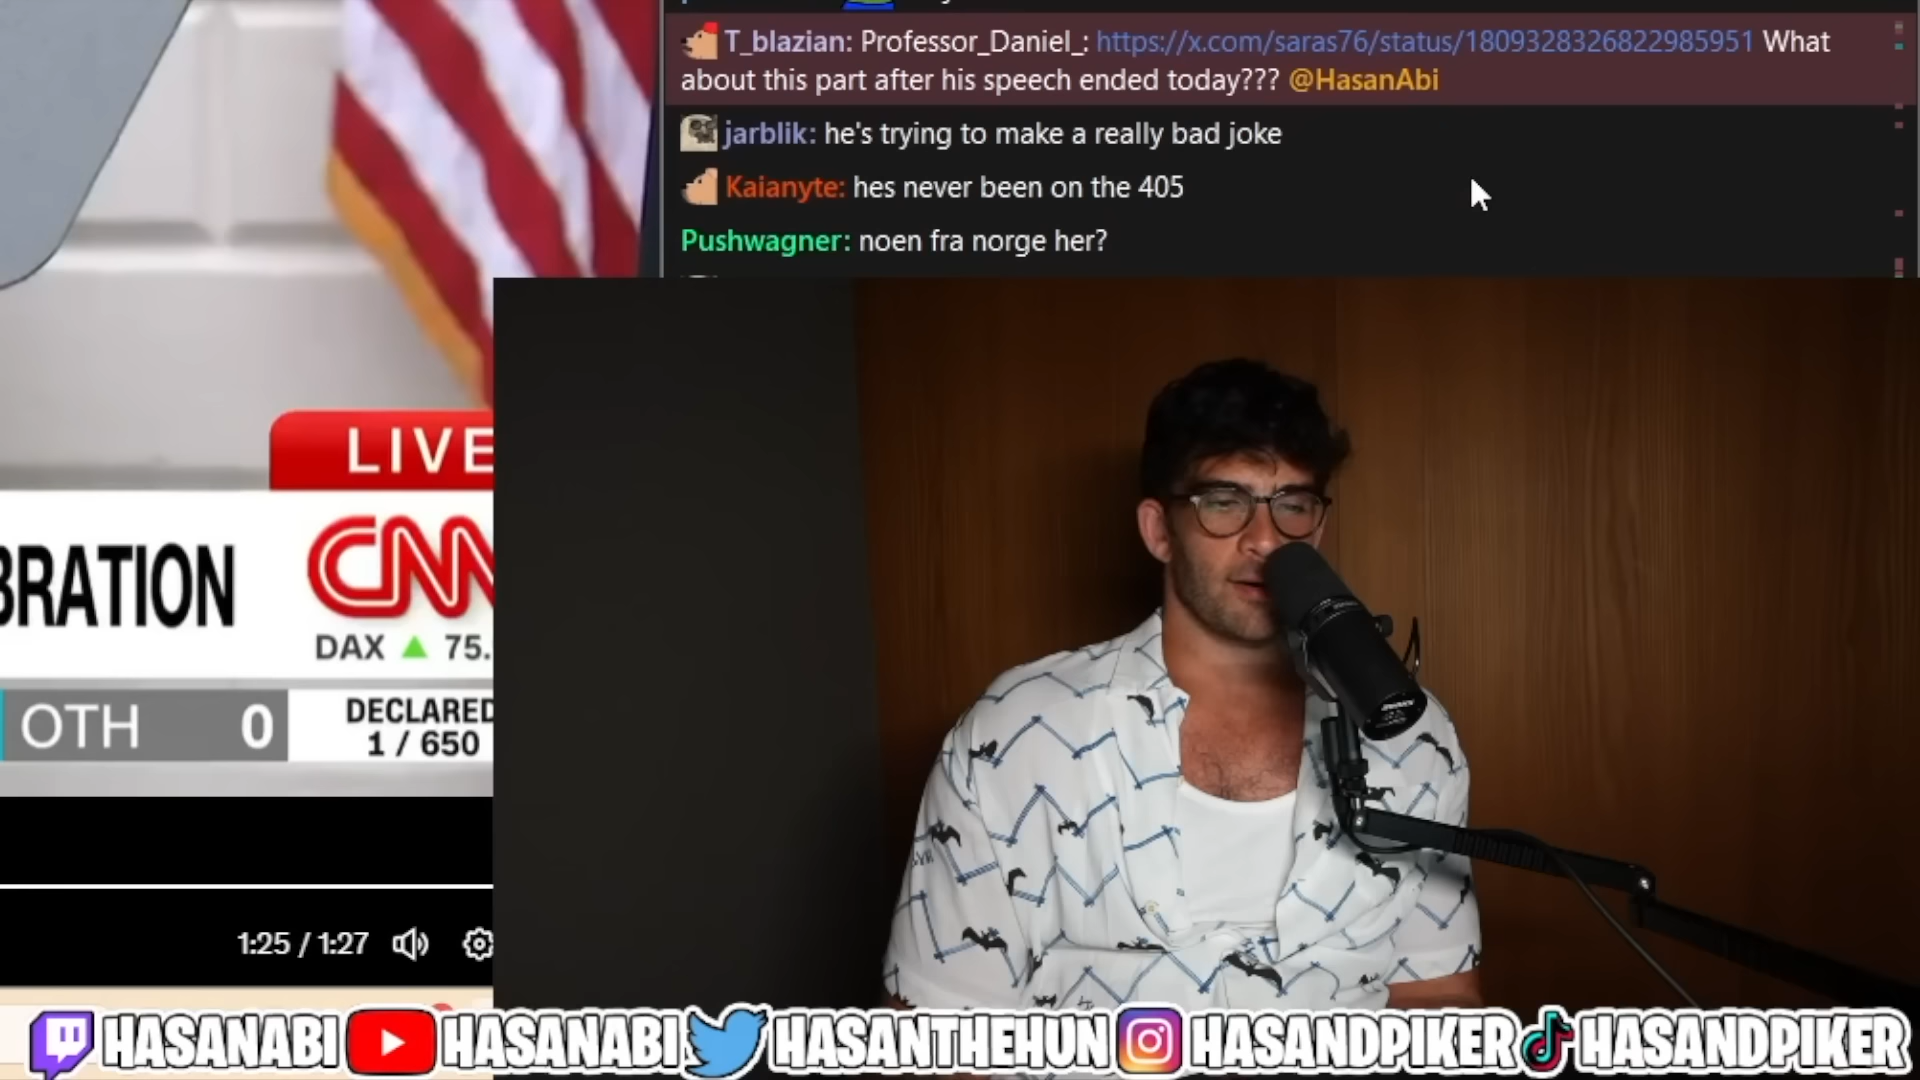 T_blazian: Professor_Daniel_: https://x.com/saras76/status/1809328326822985951 What
about this part after his speech ended today??? @HasanAbi
jarblik: he's trying to make a really bad joke
Kaianyte: hes never been on the 405
Pushwagner: noen fra norge her?
LIVE
BRATION
CNN
DAX ▲ 75.
OTH 0
DECLARED
1 / 650
1:25 / 1:27
HASANABI HASANABI HASANTHEHUN HASANDPIKER HASANDPIKER